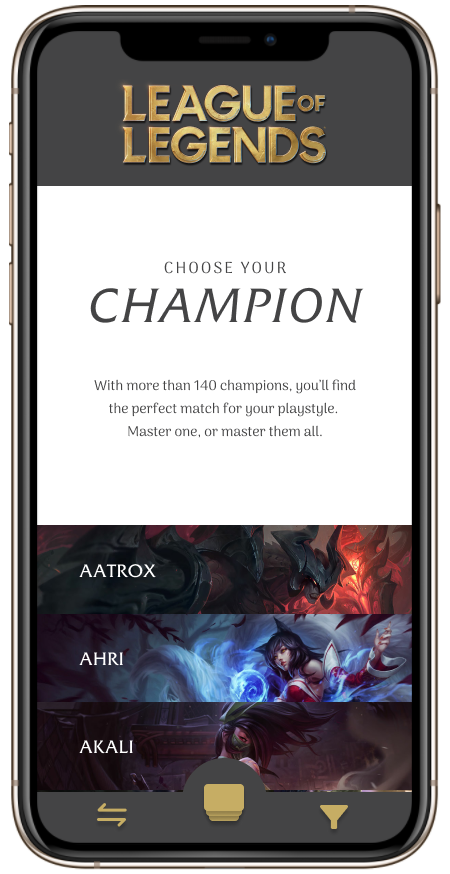 LEAGUE OF
LEGENDS
CHOOSE YOUR
CHAMPION
With more than 140 champions, you'll find
the perfect match for your playstyle.
Master one, or master them all.
AATROX
AHRI
AKALI